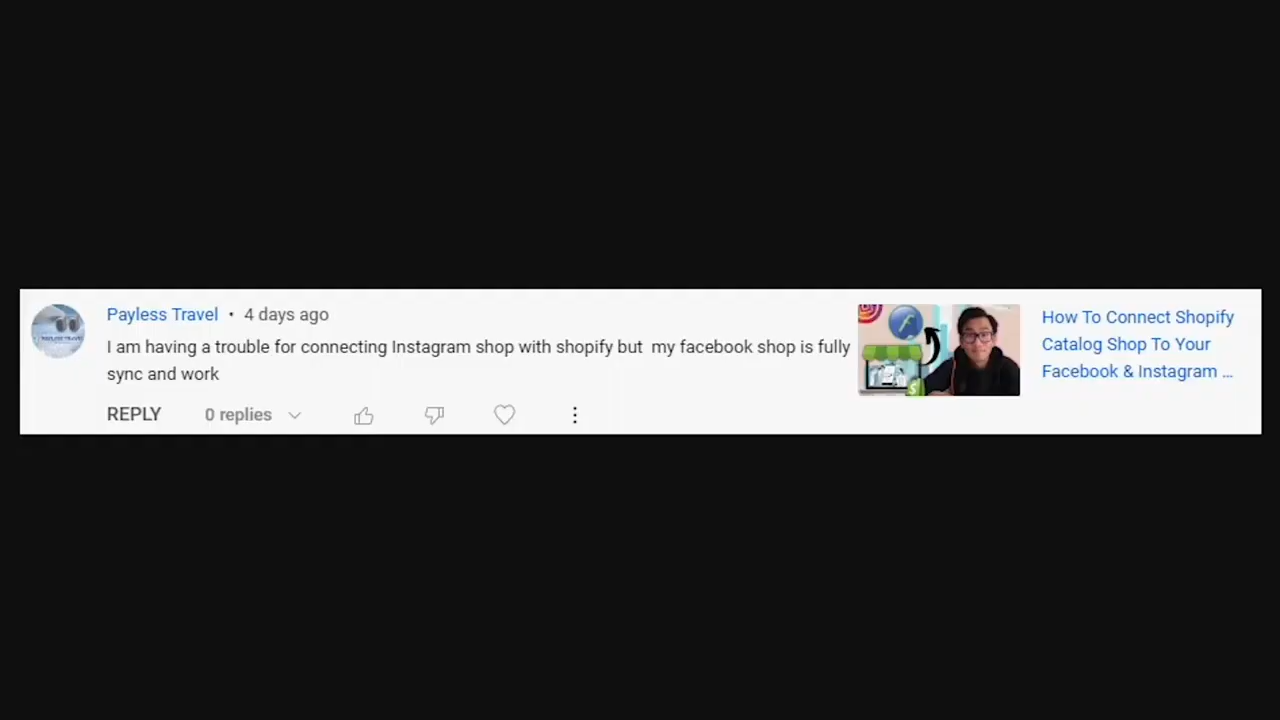 Payless Travel • 4 days ago
I am having a trouble for connecting Instagram shop with shopify but  my facebook shop is fully
sync and work
REPLY 0 replies
How To Connect Shopify
Catalog Shop To Your
Facebook & Instagram ...